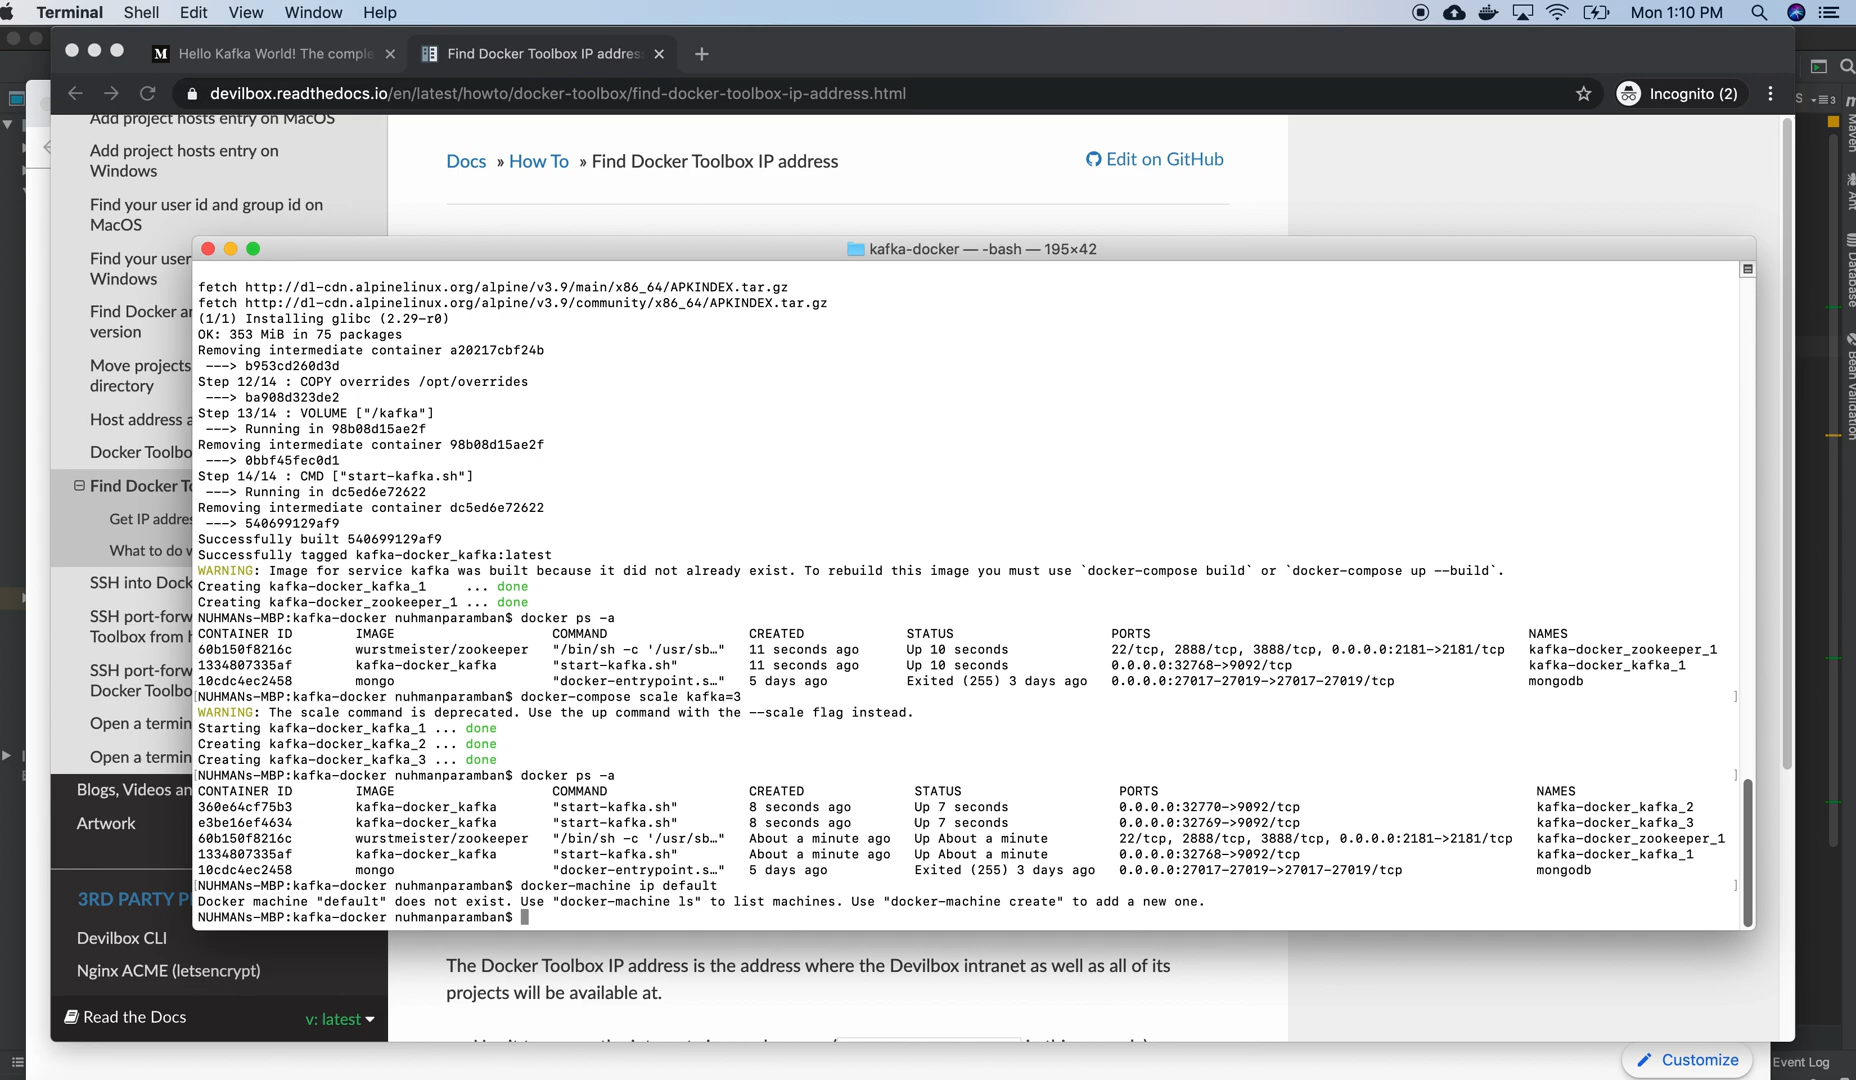 Terminal Shell Edit View Window Help
Mon 1:10 PM
Hello Kafka World! The comple
Find Docker Toolbox IP addres
devilbox.readthedocs.io/en/latest/howto/docker-toolbox/find-docker-toolbox-ip-address.html
Incognito (2)
Add project hosts entry on MacOS
Add project hosts entry on
Windows
Find your user id and group id on
MacOS
Find your user
Windows
Find Docker an
version
Move projects
directory
Host address a
Docker Toolbo
Find Docker To
Get IP addres
What to do w
SSH into Dock
SSH port-forw
Toolbox from h
SSH port-forw
Docker Toolbo
Open a termin
Open a termin
Blogs, Videos an
Artwork
3RD PARTY P
Devilbox CLI
Nginx ACME (letsencrypt)
Read the Docs
v: latest
Docs » How To » Find Docker Toolbox IP address
Edit on GitHub
kafka-docker — -bash — 195×42
fetch http://dl-cdn.alpinelinux.org/alpine/v3.9/main/x86_64/APKINDEX.tar.gz
fetch http://dl-cdn.alpinelinux.org/alpine/v3.9/community/x86_64/APKINDEX.tar.gz
(1/1) Installing glibc (2.29-r0)
OK: 353 MiB in 75 packages
Removing intermediate container a20217cbf24b
---> b953cd260d3d
Step 12/14 : COPY overrides /opt/overrides
---> ba908d323de2
Step 13/14 : VOLUME ["/kafka"]
---> Running in 98b08d15ae2f
Removing intermediate container 98b08d15ae2f
---> 0bbf45fec0d1
Step 14/14 : CMD ["start-kafka.sh"]
---> Running in dc5ed6e72622
Removing intermediate container dc5ed6e72622
---> 540699129af9
Successfully built 540699129af9
Successfully tagged kafka-docker_kafka:latest
WARNING: Image for service kafka was built because it did not already exist. To rebuild this image you must use `docker-compose build` or `docker-compose up --build`.
Creating kafka-docker_kafka_1 ... done
Creating kafka-docker_zookeeper_1 ... done
NUHMANs-MBP:kafka-docker nuhmanparamban$ docker ps -a
CONTAINER ID IMAGE COMMAND CREATED STATUS PORTS NAMES
60b150f8216c wurstmeister/zookeeper "/bin/sh -c '/usr/sb…" 11 seconds ago Up 10 seconds 22/tcp, 2888/tcp, 3888/tcp, 0.0.0.0:2181->2181/tcp kafka-docker_zookeeper_1
1334807335af kafka-docker_kafka "start-kafka.sh" 11 seconds ago Up 10 seconds 0.0.0.0:32768->9092/tcp kafka-docker_kafka_1
10cdc4ec2458 mongo "docker-entrypoint.s…" 5 days ago Exited (255) 3 days ago 0.0.0.0:27017-27019->27017-27019/tcp mongodb
[NUHMANs-MBP:kafka-docker nuhmanparamban$ docker-compose scale kafka=3 ]
WARNING: The scale command is deprecated. Use the up command with the --scale flag instead.
Starting kafka-docker_kafka_1 ... done
Creating kafka-docker_kafka_2 ... done
Creating kafka-docker_kafka_3 ... done
[NUHMANs-MBP:kafka-docker nuhmanparamban$ docker ps -a ]
CONTAINER ID IMAGE COMMAND CREATED STATUS PORTS NAMES
360e64cf75b3 kafka-docker_kafka "start-kafka.sh" 8 seconds ago Up 7 seconds 0.0.0.0:32770->9092/tcp kafka-docker_kafka_2
e3be16ef4634 kafka-docker_kafka "start-kafka.sh" 8 seconds ago Up 7 seconds 0.0.0.0:32769->9092/tcp kafka-docker_kafka_3
60b150f8216c wurstmeister/zookeeper "/bin/sh -c '/usr/sb…" About a minute ago Up About a minute 22/tcp, 2888/tcp, 3888/tcp, 0.0.0.0:2181->2181/tcp kafka-docker_zookeeper_1
1334807335af kafka-docker_kafka "start-kafka.sh" About a minute ago Up About a minute 0.0.0.0:32768->9092/tcp kafka-docker_kafka_1
10cdc4ec2458 mongo "docker-entrypoint.s…" 5 days ago Exited (255) 3 days ago 0.0.0.0:27017-27019->27017-27019/tcp mongodb
[NUHMANs-MBP:kafka-docker nuhmanparamban$ docker-machine ip default ]
Docker machine "default" does not exist. Use "docker-machine ls" to list machines. Use "docker-machine create" to add a new one.
NUHMANs-MBP:kafka-docker nuhmanparamban$
The Docker Toolbox IP address is the address where the Devilbox intranet as well as all of its
projects will be available at.
Maven
Ant
Database
Bean Validation
Customize
Event Log